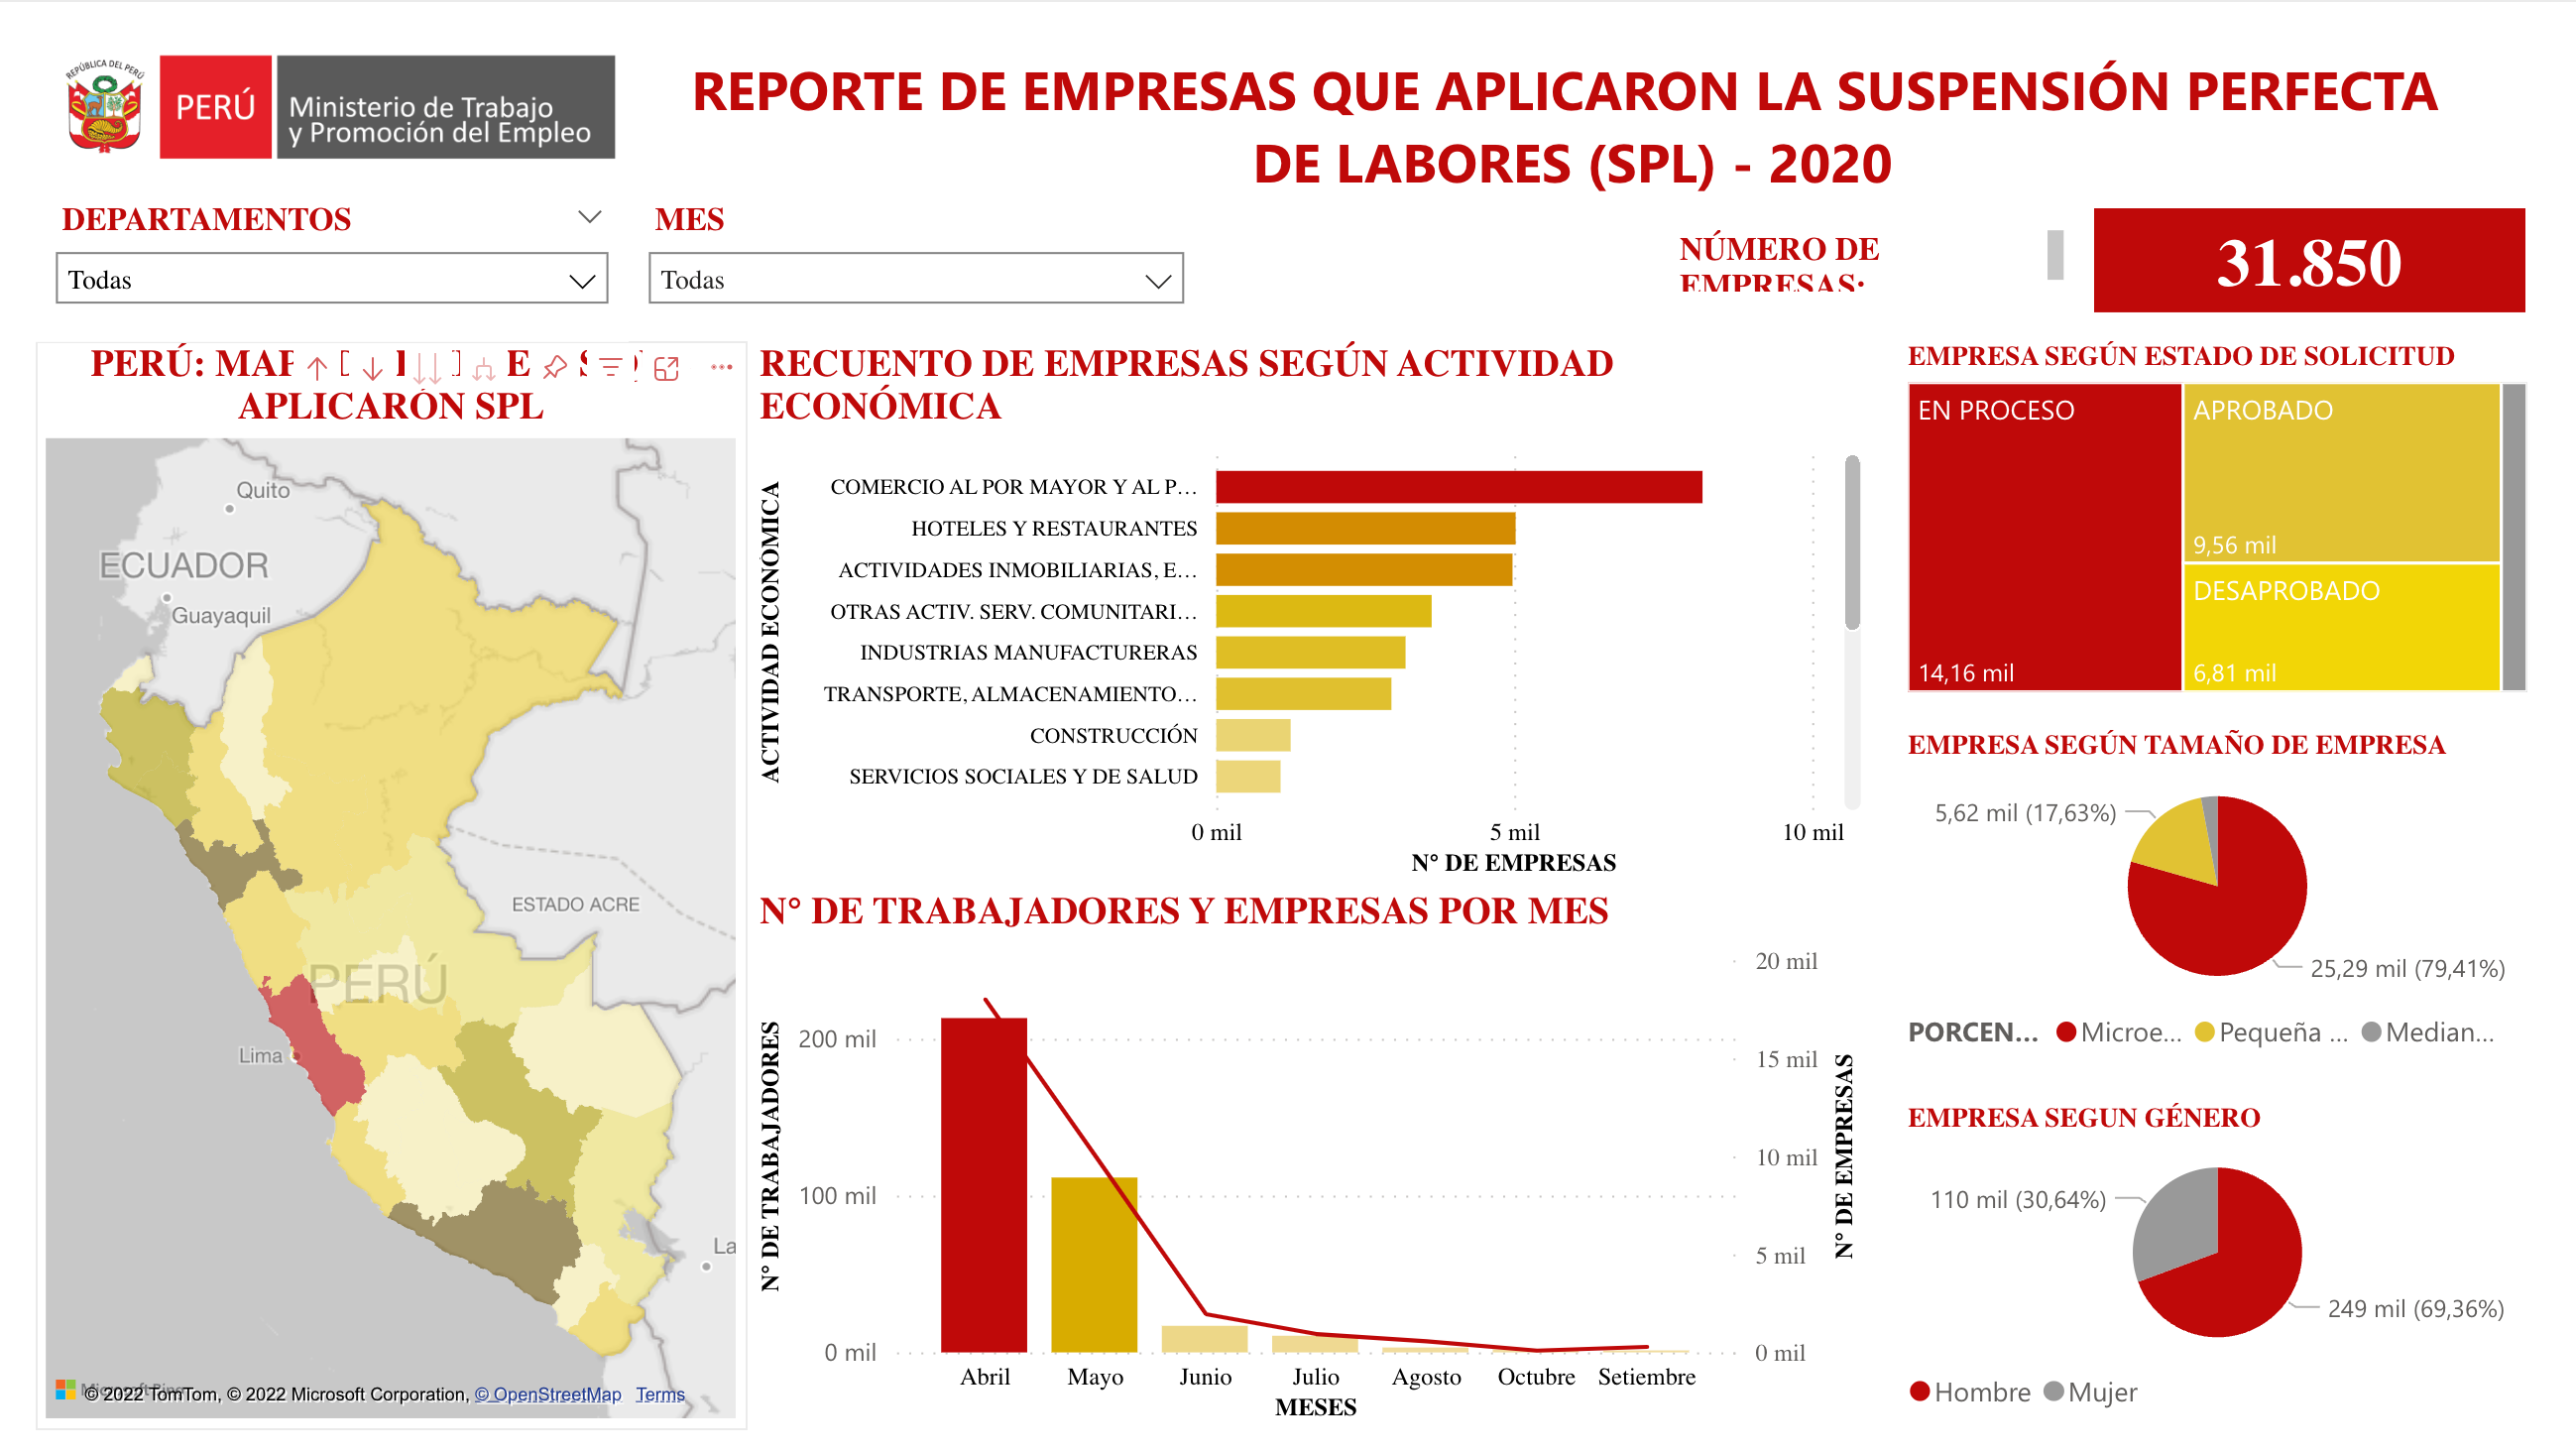 REPÚBLICA DEL PERÚ
PERÚ
Ministerio de Trabajo
y Promoción del Empleo
REPORTE DE EMPRESAS QUE APLICARON LA SUSPENSIÓN PERFECTA
DE LABORES (SPL) - 2020
DEPARTAMENTOS
Todas
MES
Todas
NÚMERO DE
EMPRESAS:
31.850
PERÚ:
APLICARÓN SPL
Quito
ECUADOR
Guayaquil
ESTADO ACRE
PERÚ
Lima
La
© 2022 TomTom, © 2022 Microsoft Corporation, © OpenStreetMap Terms
RECUENTO DE EMPRESAS SEGÚN ACTIVIDAD
ECONÓMICA
ACTIVIDAD ECONÓMICA
COMERCIO AL POR MAYOR Y AL P...
HOTELES Y RESTAURANTES
ACTIVIDADES INMOBILIARIAS, E...
OTRAS ACTIV. SERV. COMUNITARI...
INDUSTRIAS MANUFACTURERAS
TRANSPORTE, ALMACENAMIENTO...
CONSTRUCCIÓN
SERVICIOS SOCIALES Y DE SALUD
0 mil 5 mil 10 mil
N° DE EMPRESAS
N° DE TRABAJADORES Y EMPRESAS POR MES
N° DE TRABAJADORES
200 mil
100 mil
0 mil
20 mil
15 mil
10 mil
5 mil
0 mil
N° DE EMPRESAS
Abril Mayo Junio Julio Agosto Octubre Setiembre
MESES
EMPRESA SEGÚN ESTADO DE SOLICITUD
EN PROCESO
14,16 mil
APROBADO
9,56 mil
DESAPROBADO
6,81 mil
EMPRESA SEGÚN TAMAÑO DE EMPRESA
5,62 mil (17,63%)
25,29 mil (79,41%)
PORCEN... Microe... Pequeña ... Median...
EMPRESA SEGUN GÉNERO
110 mil (30,64%)
249 mil (69,36%)
Hombre Mujer